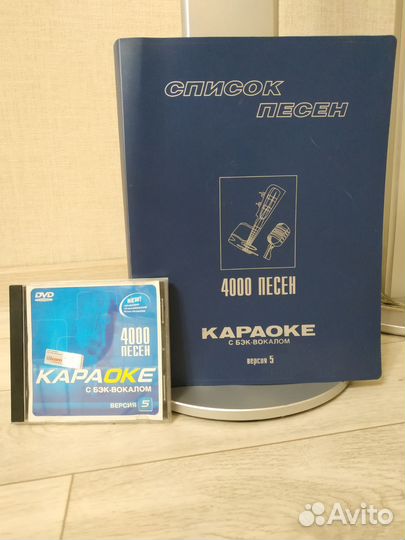 СПИСОК
ПЕСЕН
4000 ПЕСЕН
КАРАОКЕ
С БЭК-ВОКАЛОМ
версия 5
DVD
NEW!
4000
ПЕСЕН
КАРАОКЕ
С БЭК-ВОКАЛОМ
ВЕРСИЯ 5
Avito